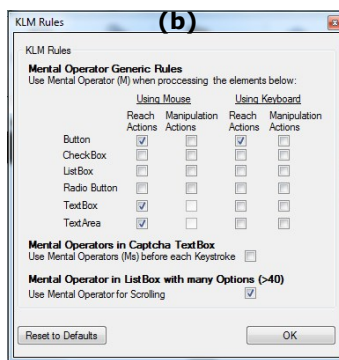 KLM Rules
(b)
KLM Rules
Mental Operator Generic Rules
Use Mental Operator (M) when proccessing the elements below:
Using Mouse Using Keyboard
Reach Manipulation Reach Manipulation
Actions Actions Actions Actions
Button
CheckBox
ListBox
Radio Button
TextBox
TextArea
Mental Operators in Captcha TextBox
Use Mental Operators (Ms) before each Keystroke
Mental Operator in ListBox with many Options (>40)
Use Mental Operator for Scrolling
Reset to Defaults OK